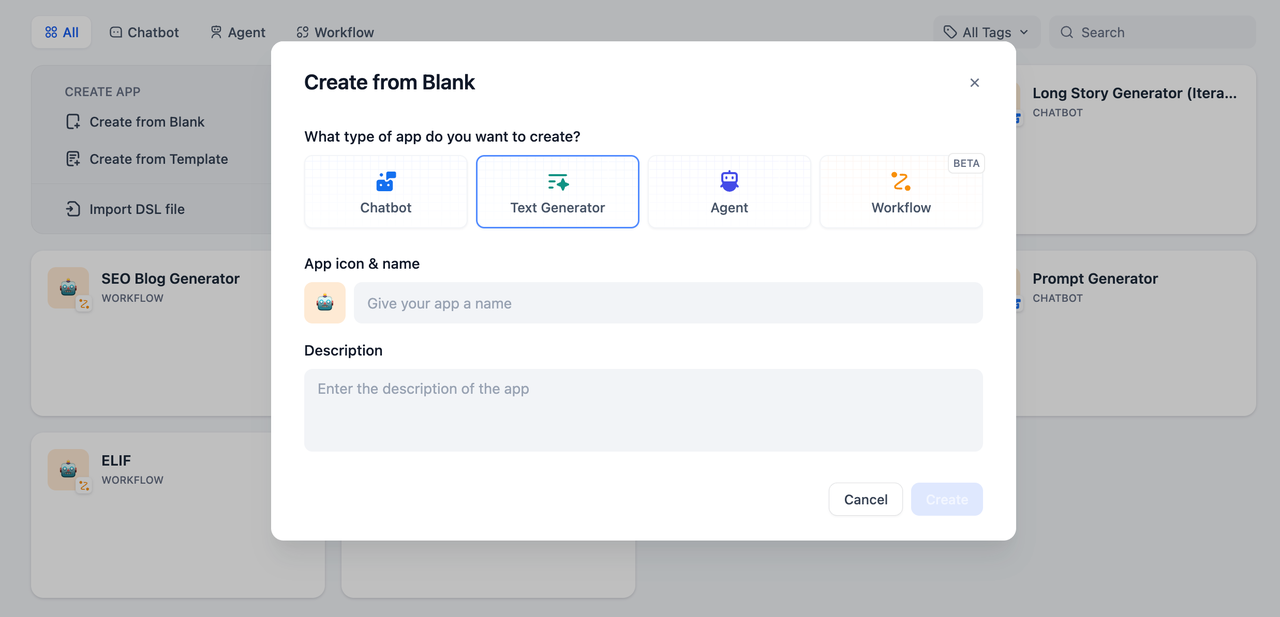 All
Chatbot
Agent
Workflow
All Tags
Search
CREATE APP
Create from Blank
Create from Template
Import DSL file
Long Story Generator (Itera...
CHATBOT
SEO Blog Generator
WORKFLOW
Prompt Generator
CHATBOT
ELIF
WORKFLOW
Create from Blank
What type of app do you want to create?
Chatbot
Text Generator
Agent
BETA
Workflow
App icon & name
Give your app a name
Description
Enter the description of the app
Cancel
Create